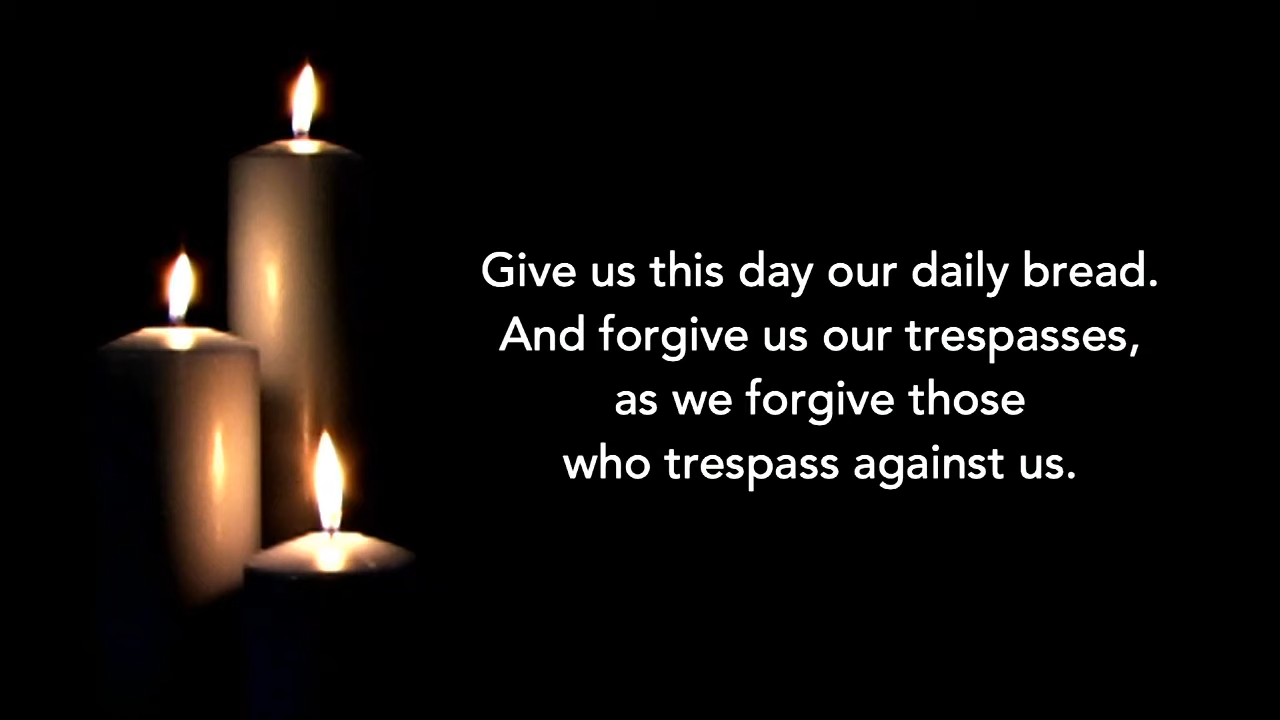 Give us this day our daily bread.
And forgive us our trespasses,
as we forgive those
who trespass against us.